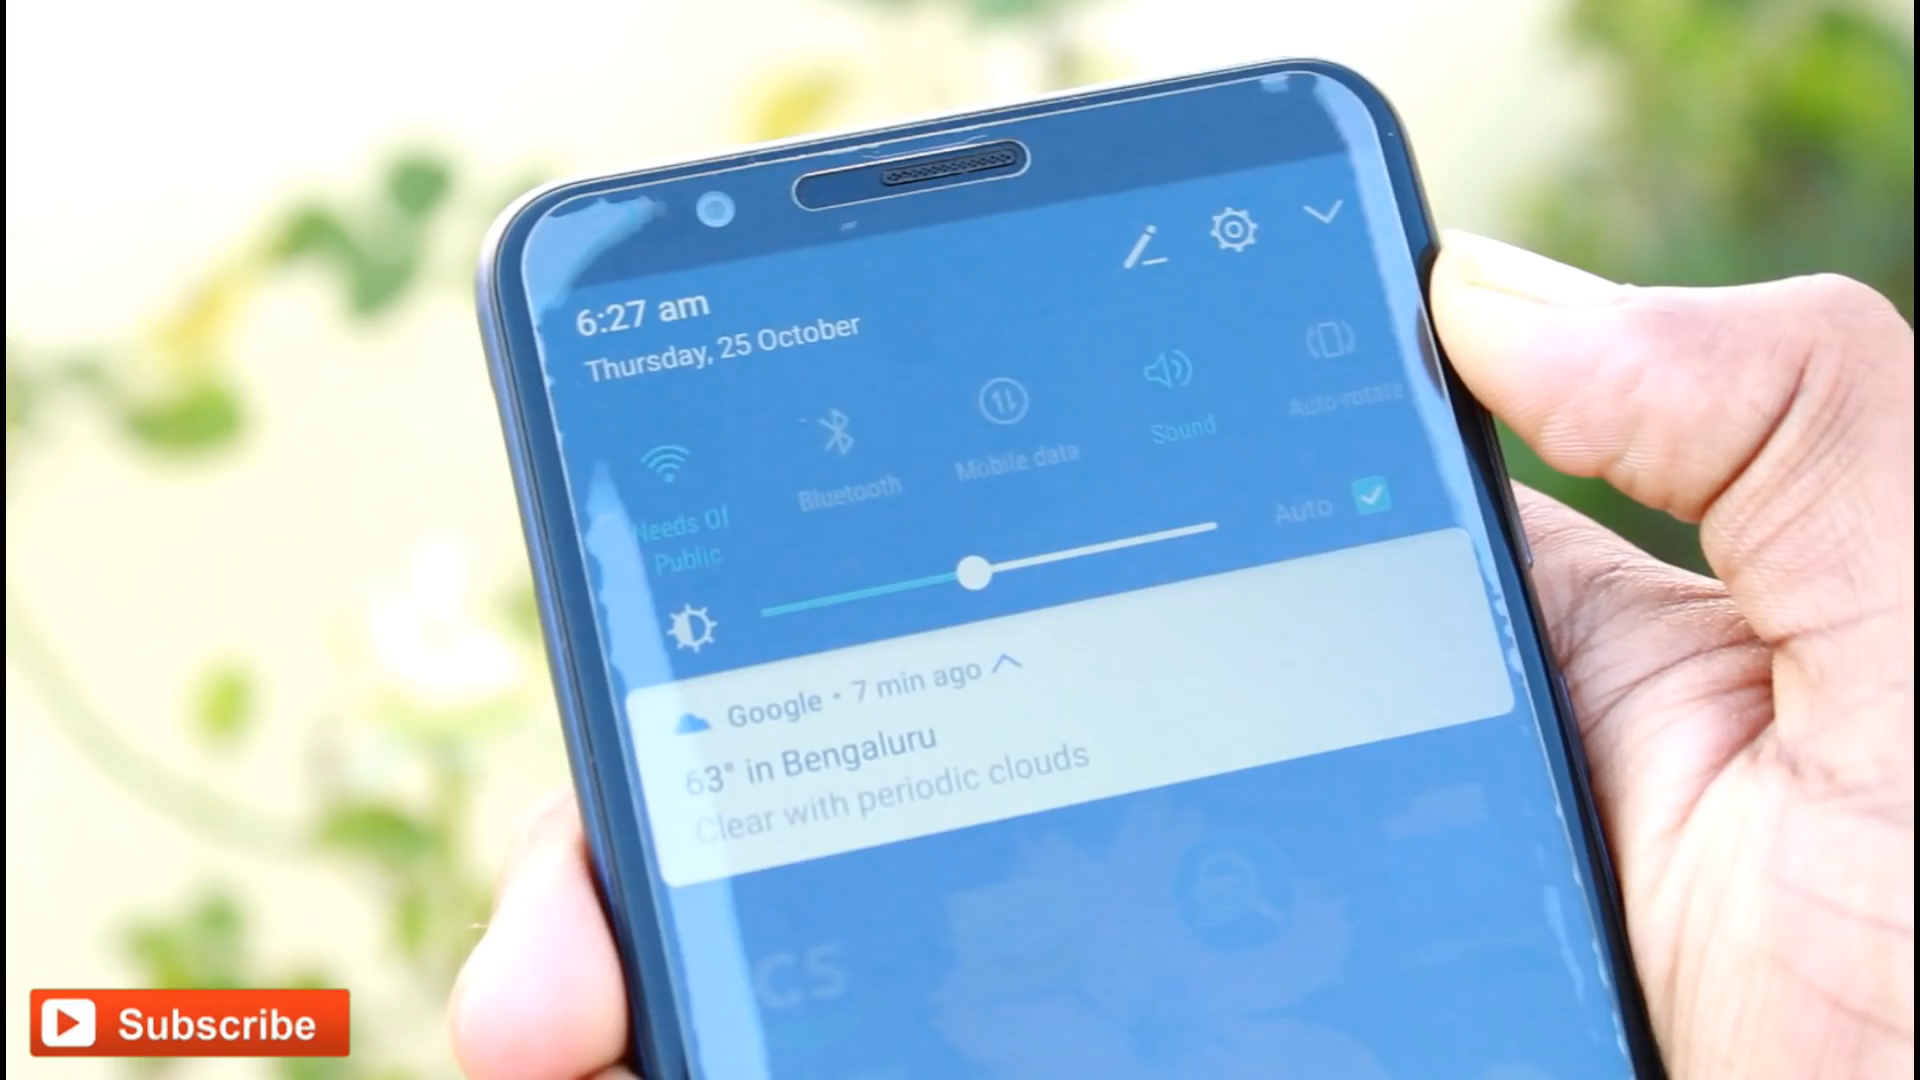 6:27 am
Thursday, 25 October
Needs Of
Public
Bluetooth
Mobile data
Sound
Auto-rotate
Auto
Google • 7 min ago
63° in Bengaluru
Clear with periodic clouds
CS
Subscribe